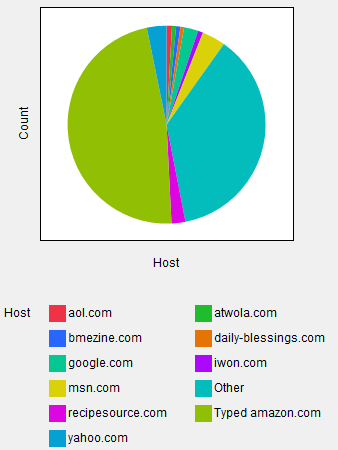 Count
Host
Host
aol.com atwola.com
bmezine.com daily-blessings.com
google.com iwon.com
msn.com Other
recipesource.com Typed amazon.com
yahoo.com